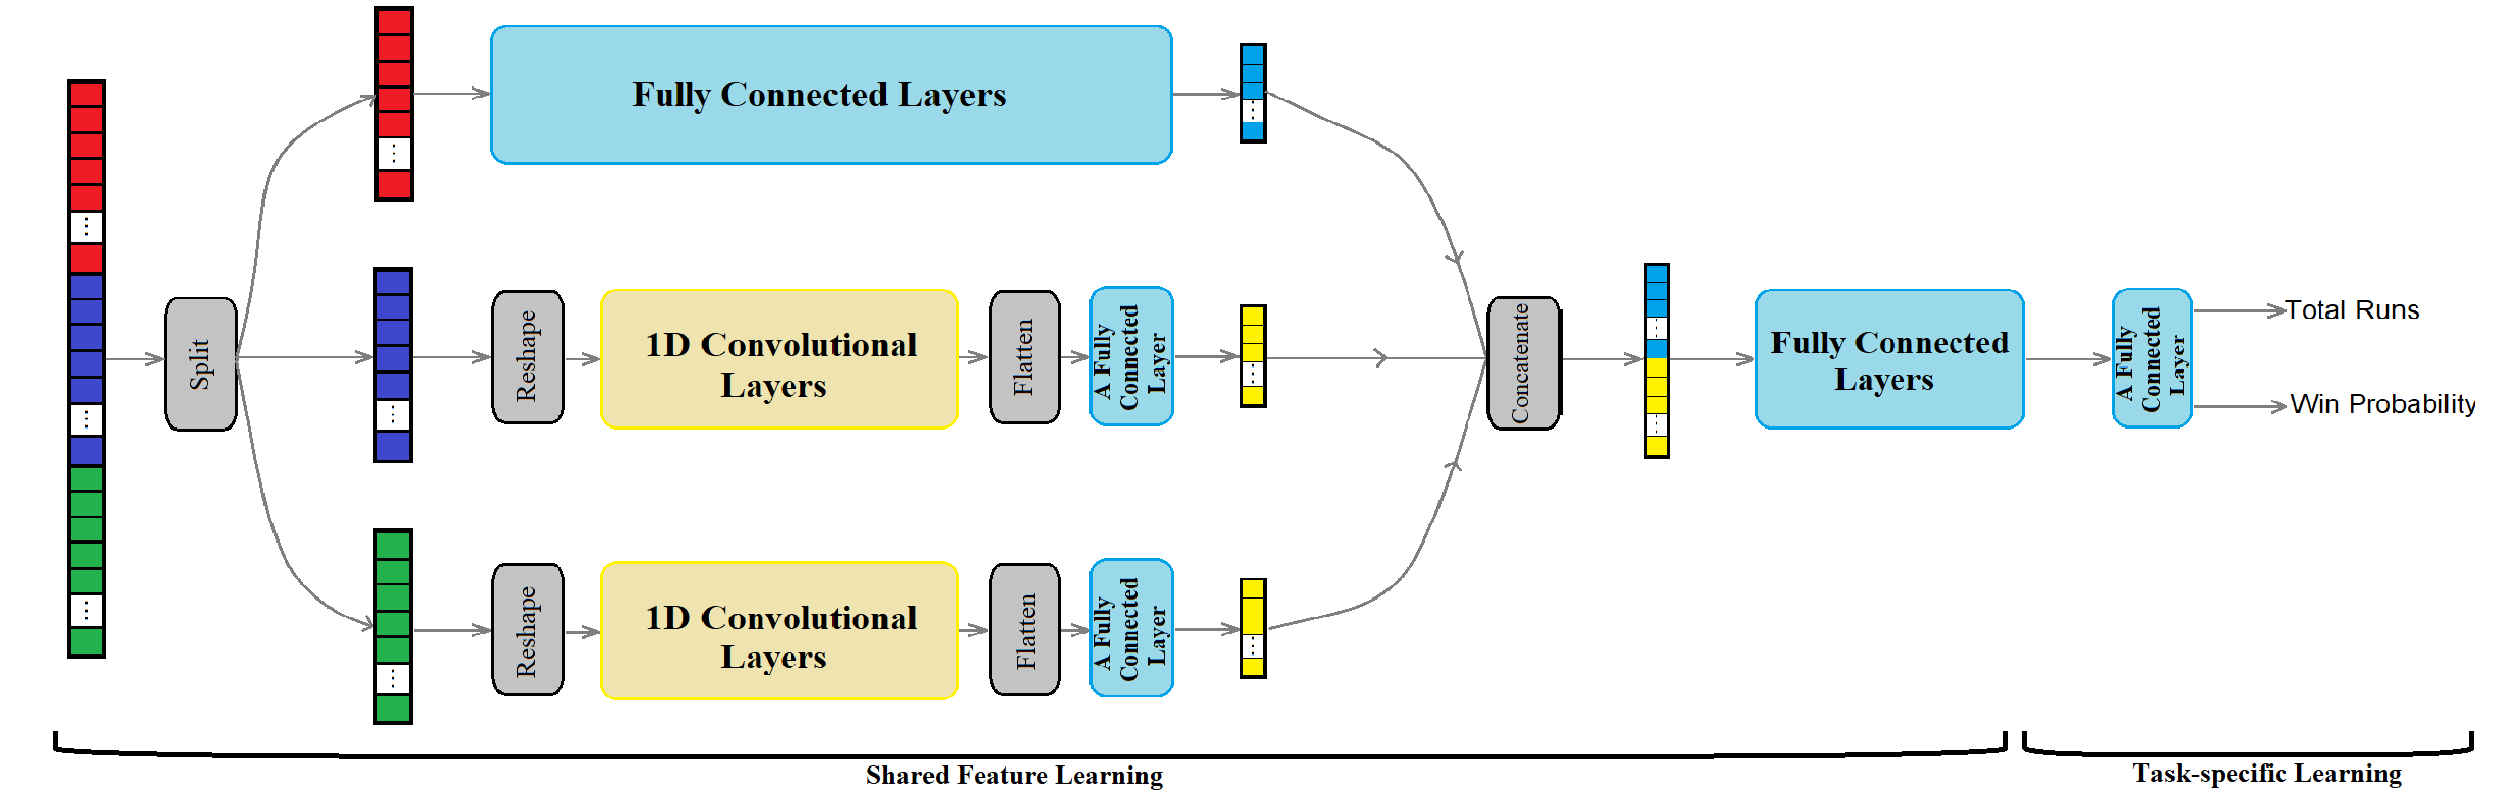 Fully Connected Layers
Split
Reshape
1D Convolutional
Layers
Flatten
A Fully
Connected
Layer
Concatenate
Fully Connected
Layers
A Fully
Connected
Layer
Total Runs
Win Probability
Reshape
1D Convolutional
Layers
Flatten
A Fully
Connected
Layer
Shared Feature Learning
Task-specific Learning